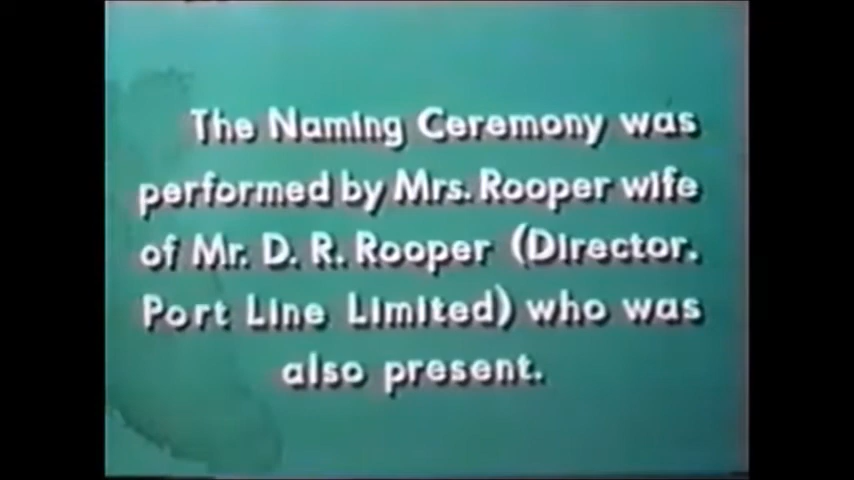 The Naming Ceremony was
performed by Mrs. Rooper wife
of Mr. D. R. Rooper (Director.
Port Line Limited) who was
also present.